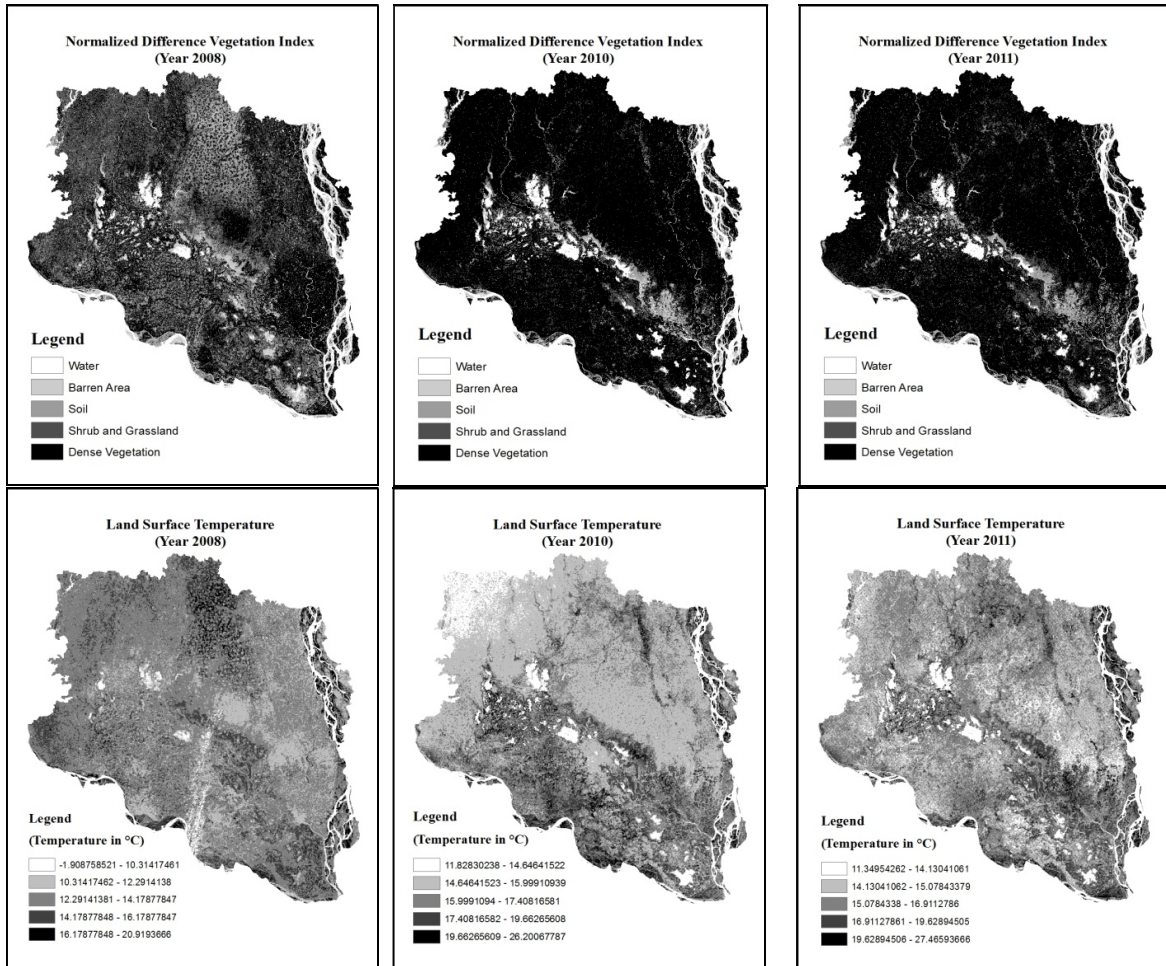 Normalized Difference Vegetation Index
(Year 2008)
Legend
Water
Barren Area
Soil
Shrub and Grassland
Dense Vegetation
Normalized Difference Vegetation Index
(Year 2010)
Legend
Water
Barren Area
Soil
Shrub and Grassland
Dense Vegetation
Normalized Difference Vegetation Index
(Year 2011)
Legend
Water
Barren Area
Soil
Shrub and Grassland
Dense Vegetation
Land Surface Temperature
(Year 2008)
Legend
(Temperature in °C)
-1.908758521 - 10.31417461
10.31417462 - 12.2914138
12.29141381 - 14.17877847
14.17877848 - 16.17877847
16.17877848 - 20.9193666
Land Surface Temperature
(Year 2010)
Legend
(Temperature in °C)
11.82830238 - 14.64641522
14.64641523 - 15.99910939
15.9991094 - 17.40816581
17.40816582 - 19.66265608
19.66265609 - 26.20067787
Land Surface Temperature
(Year 2011)
Legend
(Temperature in °C)
11.34954262 - 14.13041061
14.13041062 - 15.07843379
15.0784338 - 16.9112786
16.91127861 - 19.62894505
19.62894506 - 27.46593666